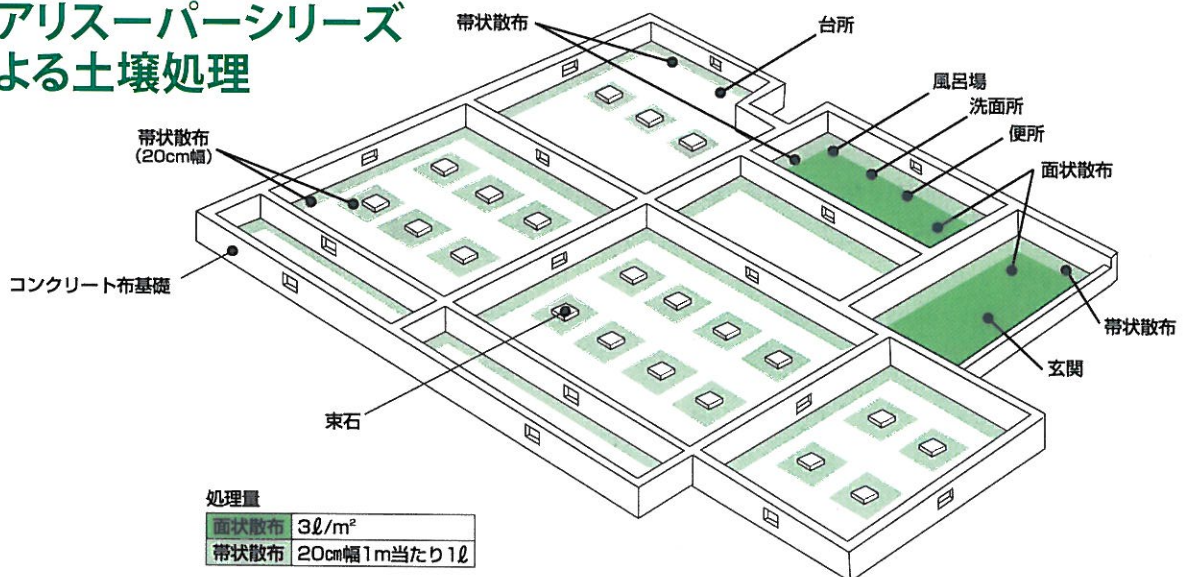 アリスーパーシリーズ
よる土壌処理
帯状散布
台所
風呂場
洗面所
便所
面状散布
帯状散布
(20cm幅)
コンクリート布基礎
帯状散布
玄関
束石
処理量
面状散布 3ℓ/m²
帯状散布 20cm幅1m当たり1ℓ